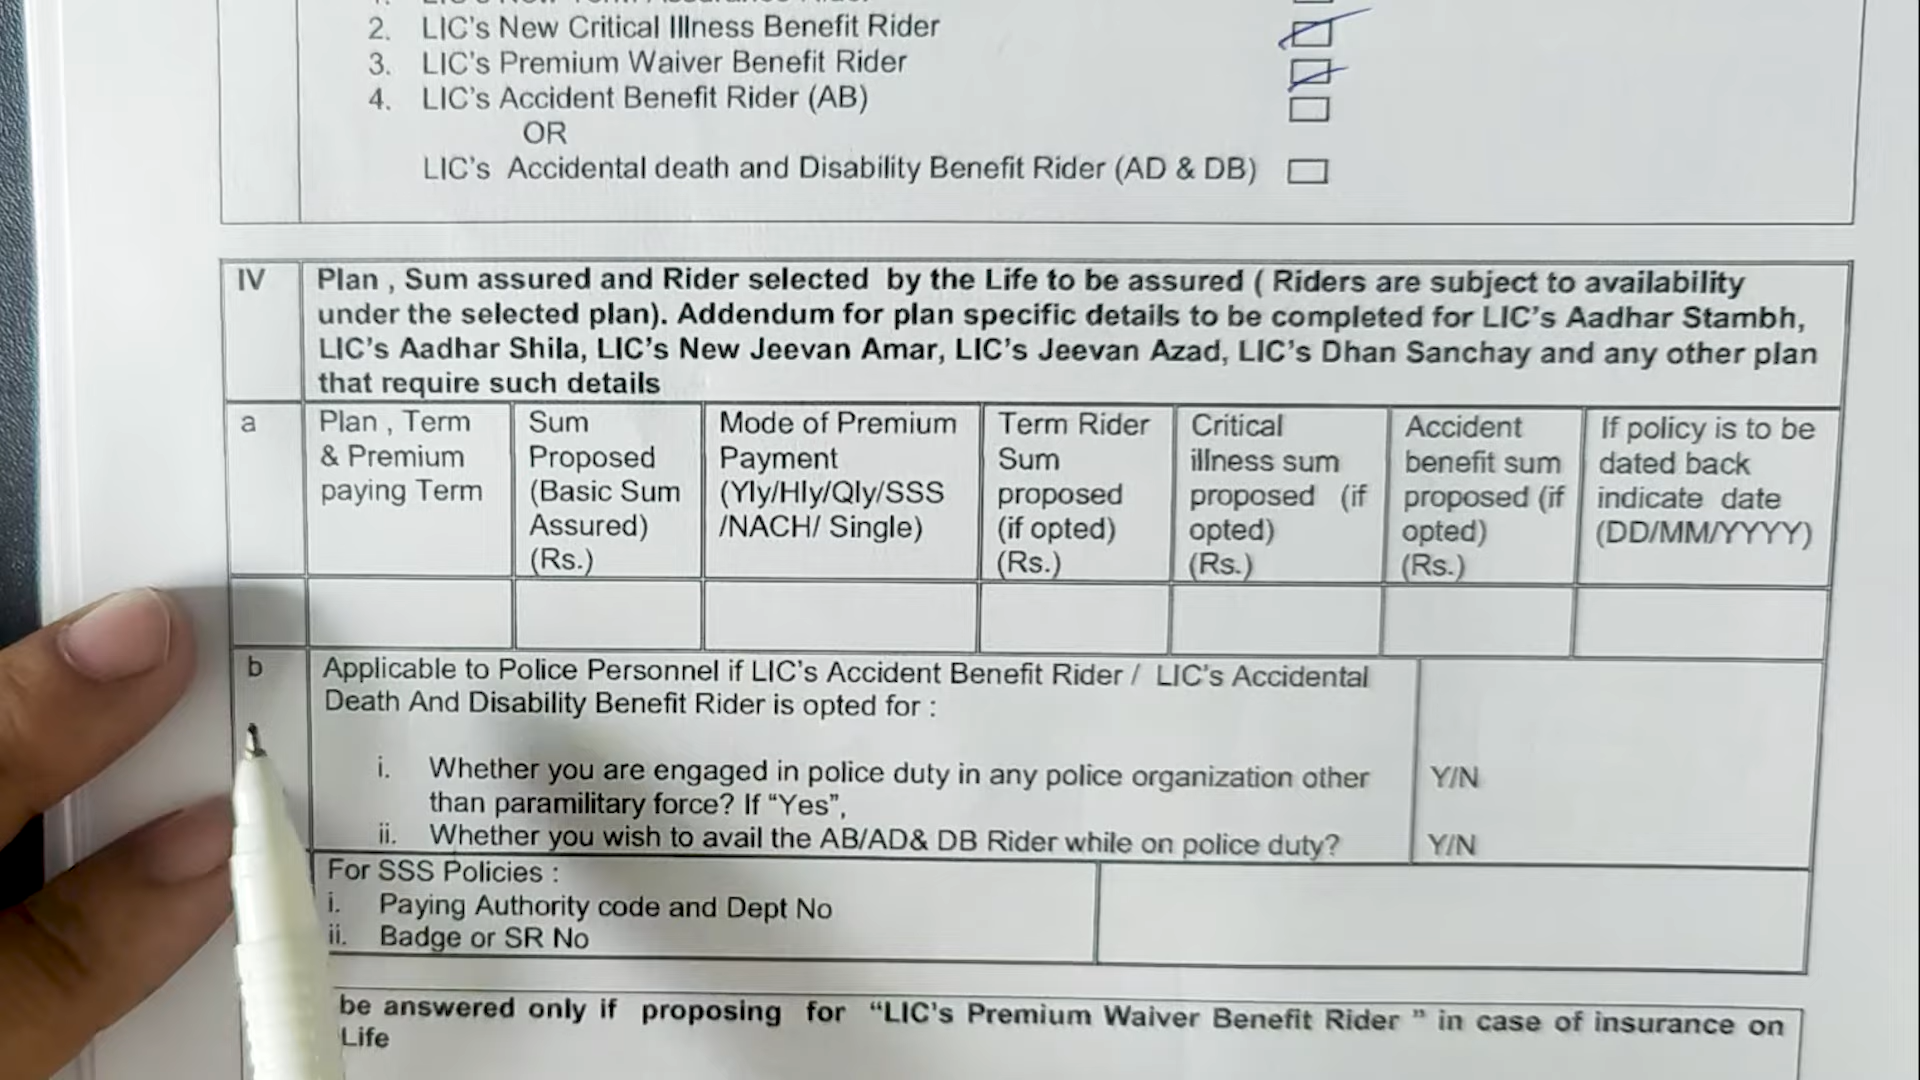 2. LIC's New Critical Illness Benefit Rider
3. LIC's Premium Waiver Benefit Rider
4. LIC's Accident Benefit Rider (AB)
OR
LIC's Accidental death and Disability Benefit Rider (AD & DB)
IV
Plan , Sum assured and Rider selected by the Life to be assured ( Riders are subject to availability
under the selected plan). Addendum for plan specific details to be completed for LIC's Aadhar Stambh,
LIC's Aadhar Shila, LIC's New Jeevan Amar, LIC's Jeevan Azad, LIC's Dhan Sanchay and any other plan
that require such details
a
Plan , Term
& Premium
paying Term
Sum
Proposed
(Basic Sum
Assured)
(Rs.)
Mode of Premium
Payment
(Yly/Hly/Qly/SSS
/NACH/ Single)
Term Rider
Sum
proposed
(if opted)
(Rs.)
Critical
illness sum
proposed (if
opted)
(Rs.)
Accident
benefit sum
proposed (if
opted)
(Rs.)
If policy is to be
dated back
indicate date
(DD/MM/YYYY)
b
Applicable to Police Personnel if LIC's Accident Benefit Rider / LIC's Accidental
Death And Disability Benefit Rider is opted for :
i. Whether you are engaged in police duty in any police organization other
than paramilitary force? If “Yes”,
Y/N
ii. Whether you wish to avail the AB/AD& DB Rider while on police duty?
Y/N
For SSS Policies :
i. Paying Authority code and Dept No
ii. Badge or SR No
be answered only if proposing for “LIC's Premium Waiver Benefit Rider ” in case of insurance on
Life